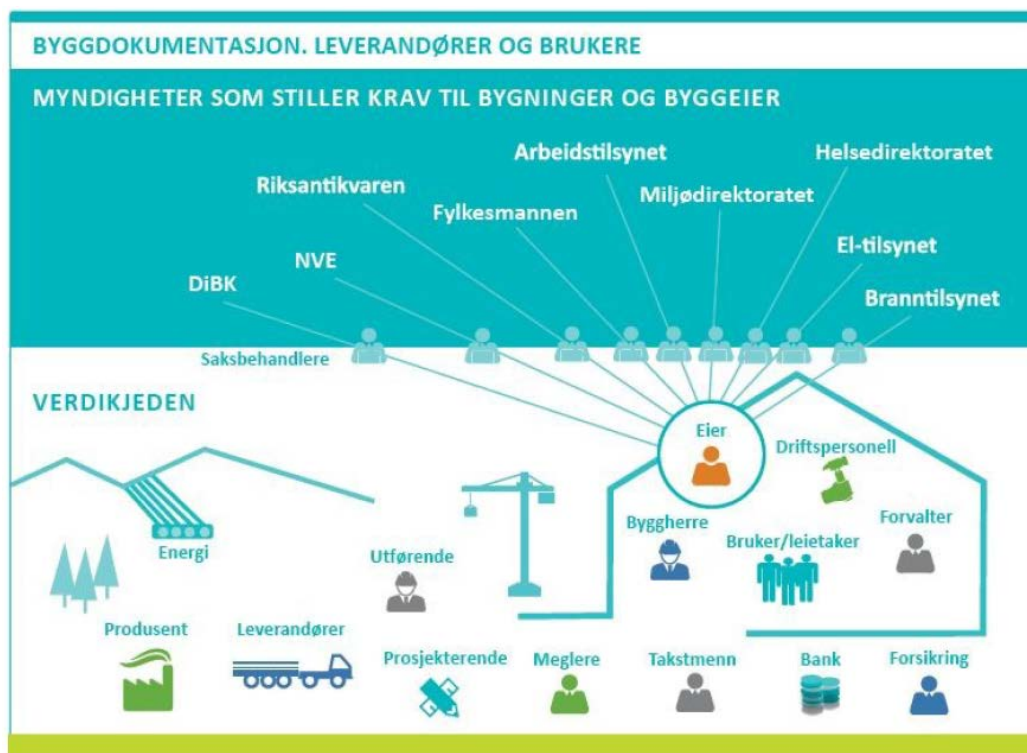 BYGGDOKUMENTASJON. LEVERANDØRER OG BRUKERE
MYNDIGHETER SOM STILLER KRAV TIL BYGNINGER OG BYGGEIER
Arbeidstilsynet
Helsedirektoratet
Riksantikvaren
Fylkesmannen
Miljødirektoratet
NVE
El-tilsynet
DiBK
Branntilsynet
Saksbehandlere
VERDIKJEDEN
Eier
Driftspersonell
Energi
Utførende
Byggherre
Bruker/leietaker
Forvalter
Produsent
Leverandører
Prosjekterende
Meglere
Takstmenn
Bank
Forsikring